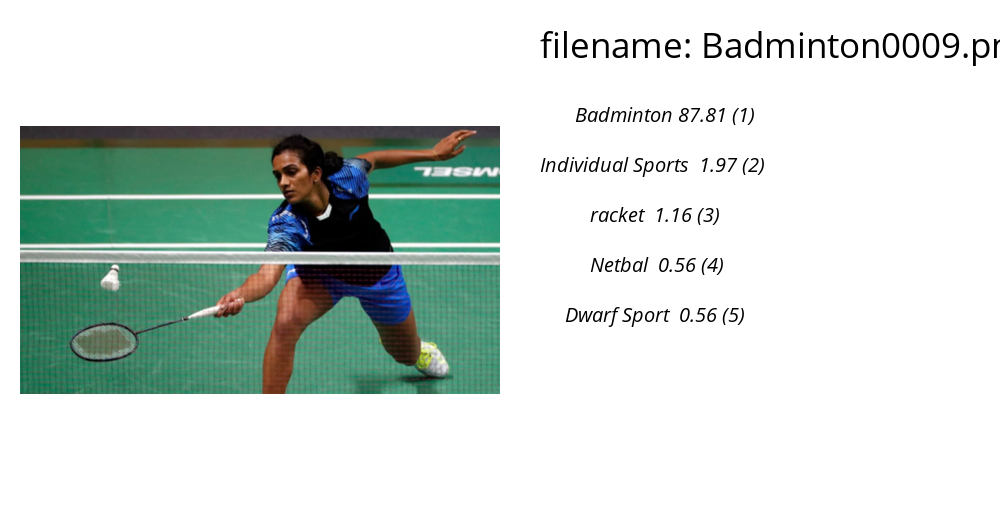 filename: Badminton0009.pn
Badminton 87.81 (1)
Individual Sports 1.97 (2)
racket 1.16 (3)
Netbal 0.56 (4)
Dwarf Sport 0.56 (5)